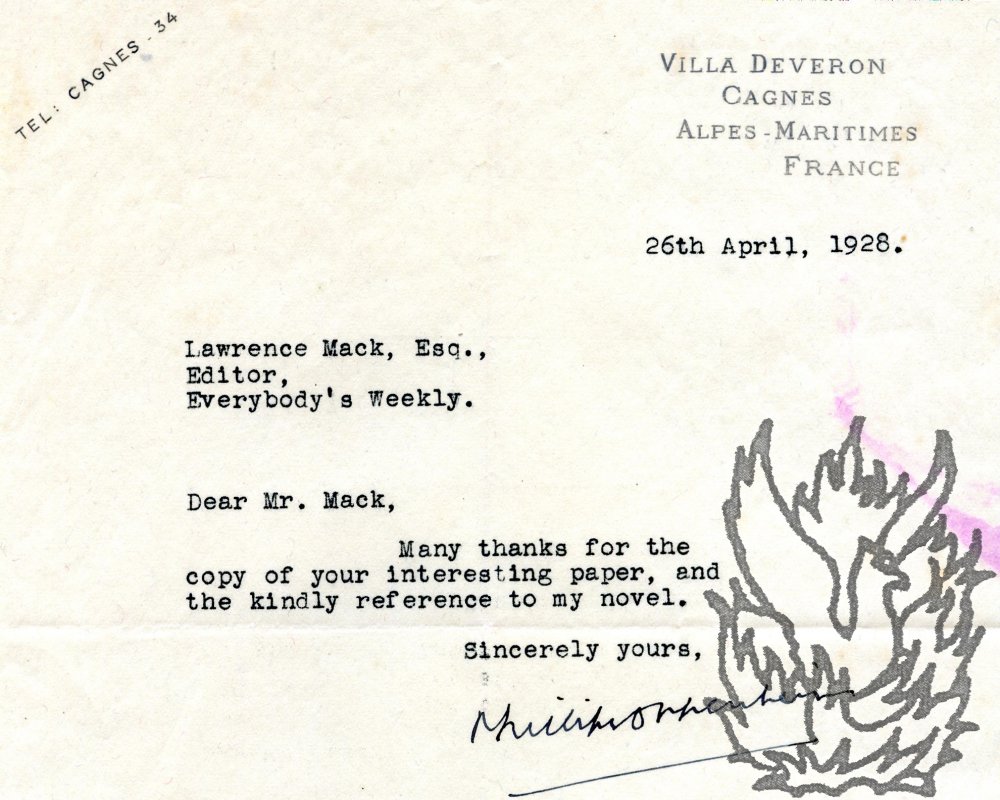 TEL: CAGNES - 34
VILLA DEVERON
CAGNES
ALPES-MARITIMES
FRANCE
26th April, 1928.
Lawrence Mack, Esq.,
Editor,
Everybody's Weekly.
Dear Mr. Mack,
Many thanks for the
copy of your interesting paper, and
the kindly reference to my novel.
Sincerely yours,
Phillips Oppenheim